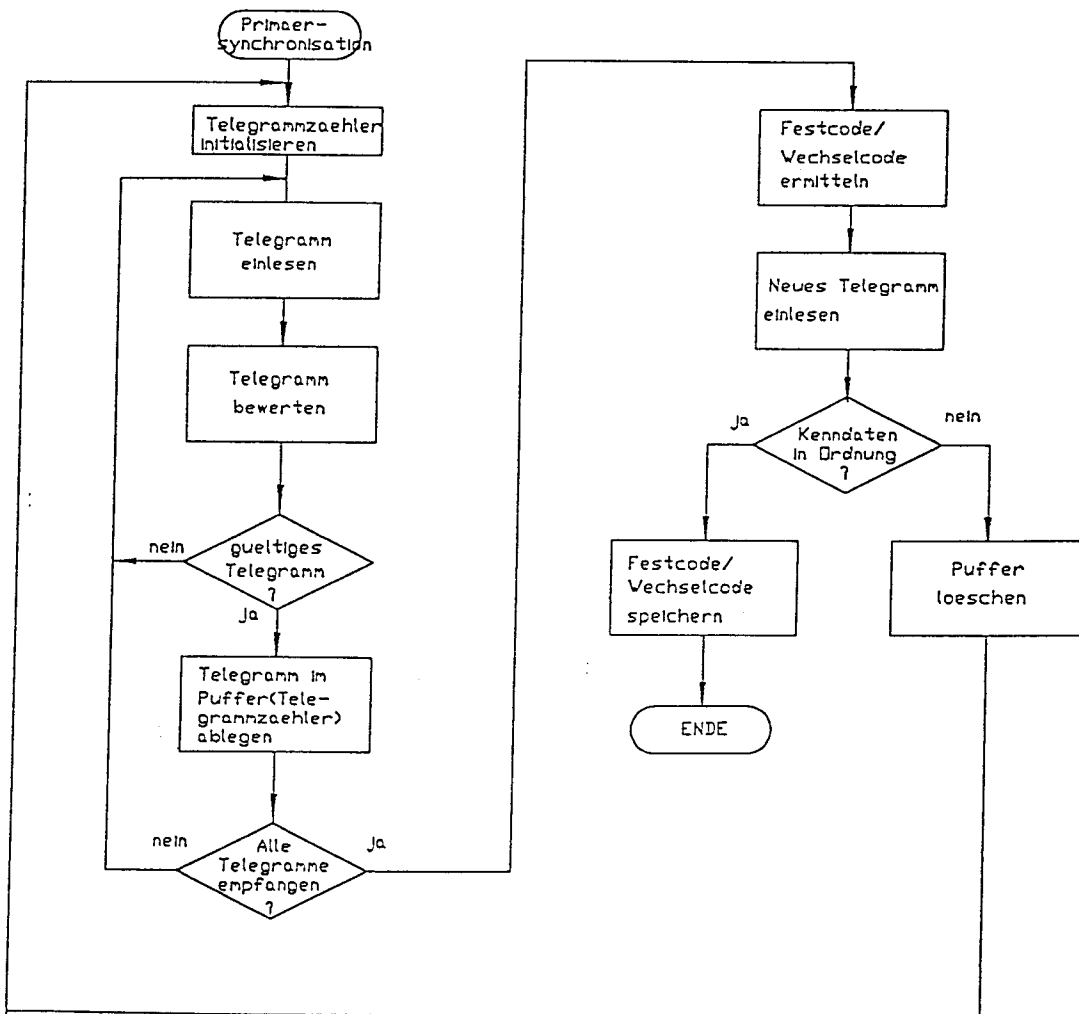 Primaer-
synchronisation
Telegrammzaehler
initialisieren
Telegramm
einlesen
Telegramm
bewerten
nein
gueltiges
Telegramm
?
Ja
Telegramm im
Puffer(Tele-
grammzaehler)
ablegen
nein
Alle
Telegramme
empfangen
?
Ja
Festcode/
Wechselcode
ermitteln
Neues Telegramm
einlesen
Ja
Kenndaten
in Ordnung
?
nein
Festcode/
Wechselcode
speichern
Puffer
loeschen
ENDE